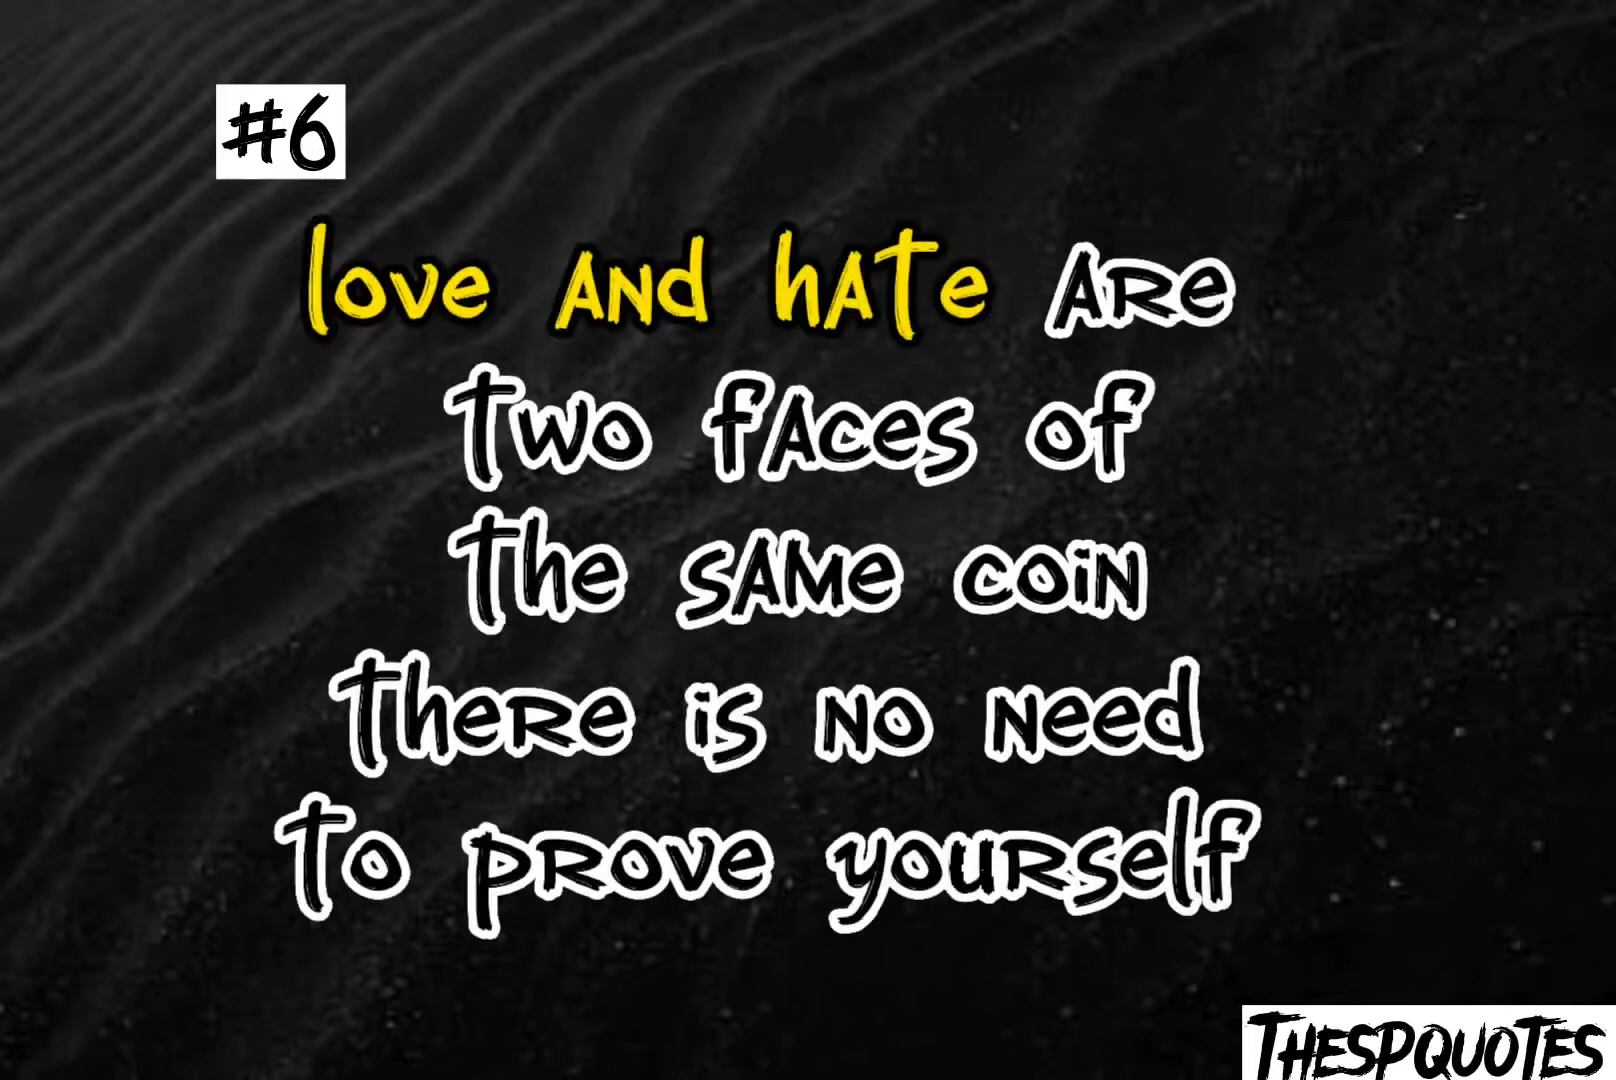 #6
love and hate are
two faces of
the same coin
there is no need
to prove yourself
THESPQUOTES